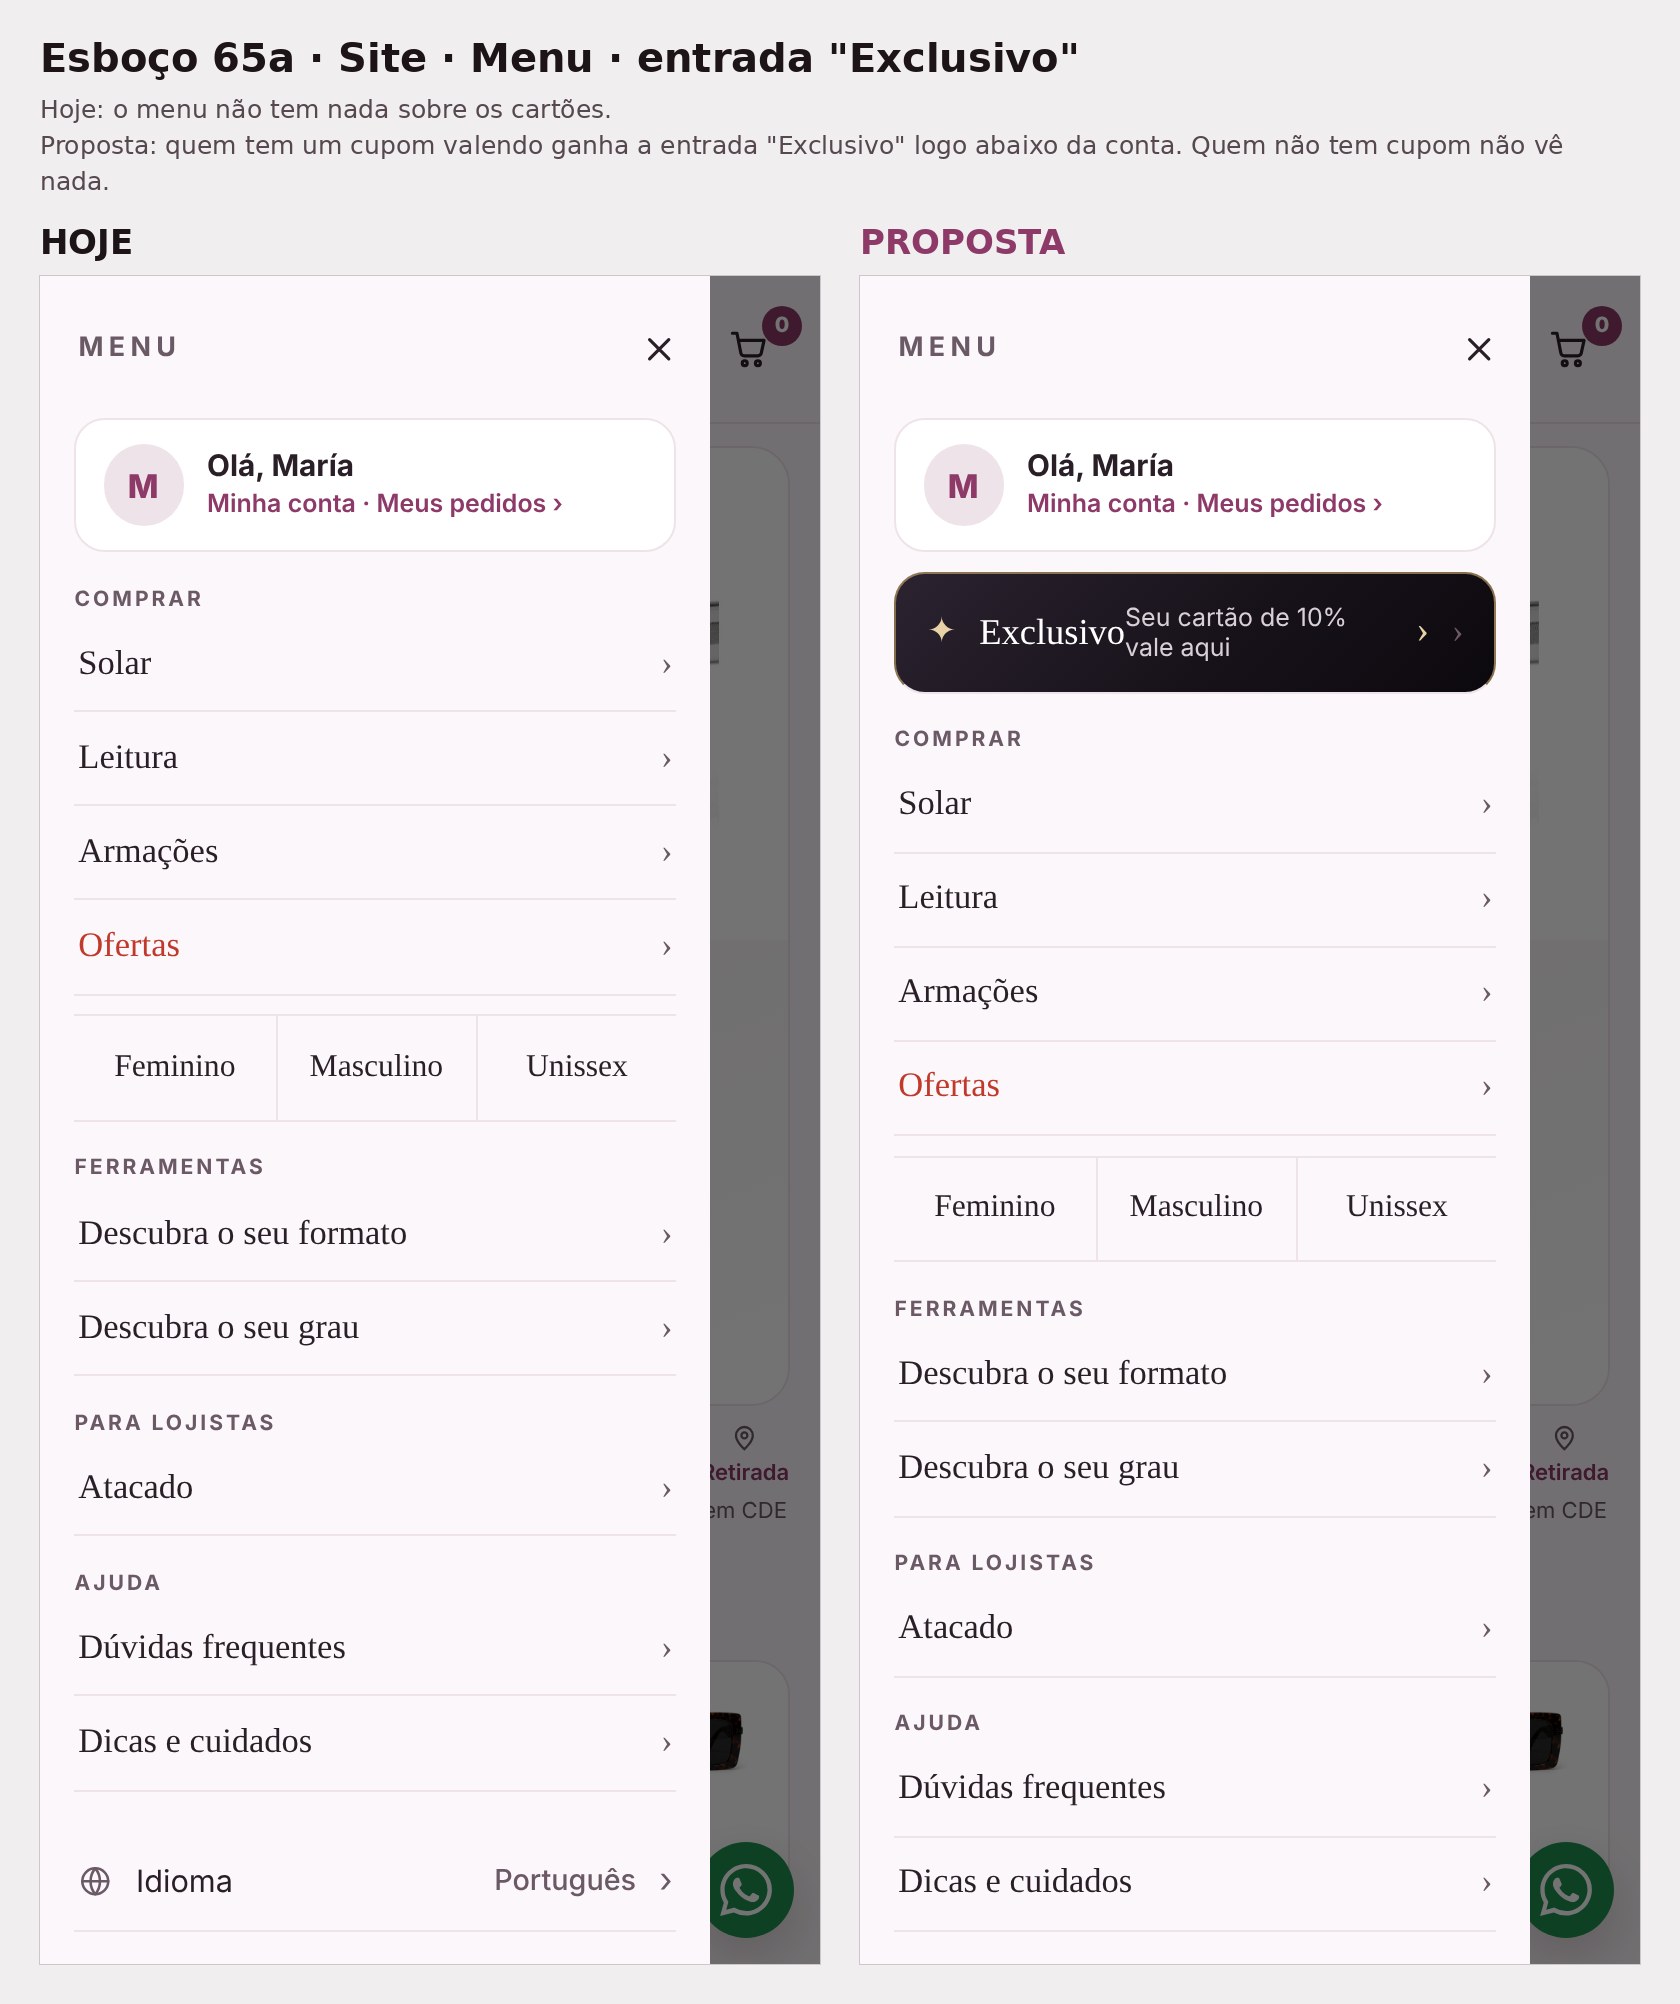 Esboço 65a · Site · Menu · entrada "Exclusivo"
Hoje: o menu não tem nada sobre os cartões.
Proposta: quem tem um cupom valendo ganha a entrada "Exclusivo" logo abaixo da conta. Quem não tem cupom não vê
nada.
HOJE
MENU
0
M
Olá, María
Minha conta · Meus pedidos ›
COMPRAR
Solar ›
Leitura ›
Armações ›
Ofertas ›
Feminino Masculino Unissex
FERRAMENTAS
Descubra o seu formato ›
Descubra o seu grau ›
PARA LOJISTAS
Atacado ›
Retirada
em CDE
AJUDA
Dúvidas frequentes ›
Dicas e cuidados ›
Idioma Português ›
PROPOSTA
MENU
0
M
Olá, María
Minha conta · Meus pedidos ›
✦ Exclusivo Seu cartão de 10% › ›
vale aqui
COMPRAR
Solar ›
Leitura ›
Armações ›
Ofertas ›
Feminino Masculino Unissex
FERRAMENTAS
Descubra o seu formato ›
Descubra o seu grau ›
PARA LOJISTAS
Atacado ›
Retirada
em CDE
AJUDA
Dúvidas frequentes ›
Dicas e cuidados ›